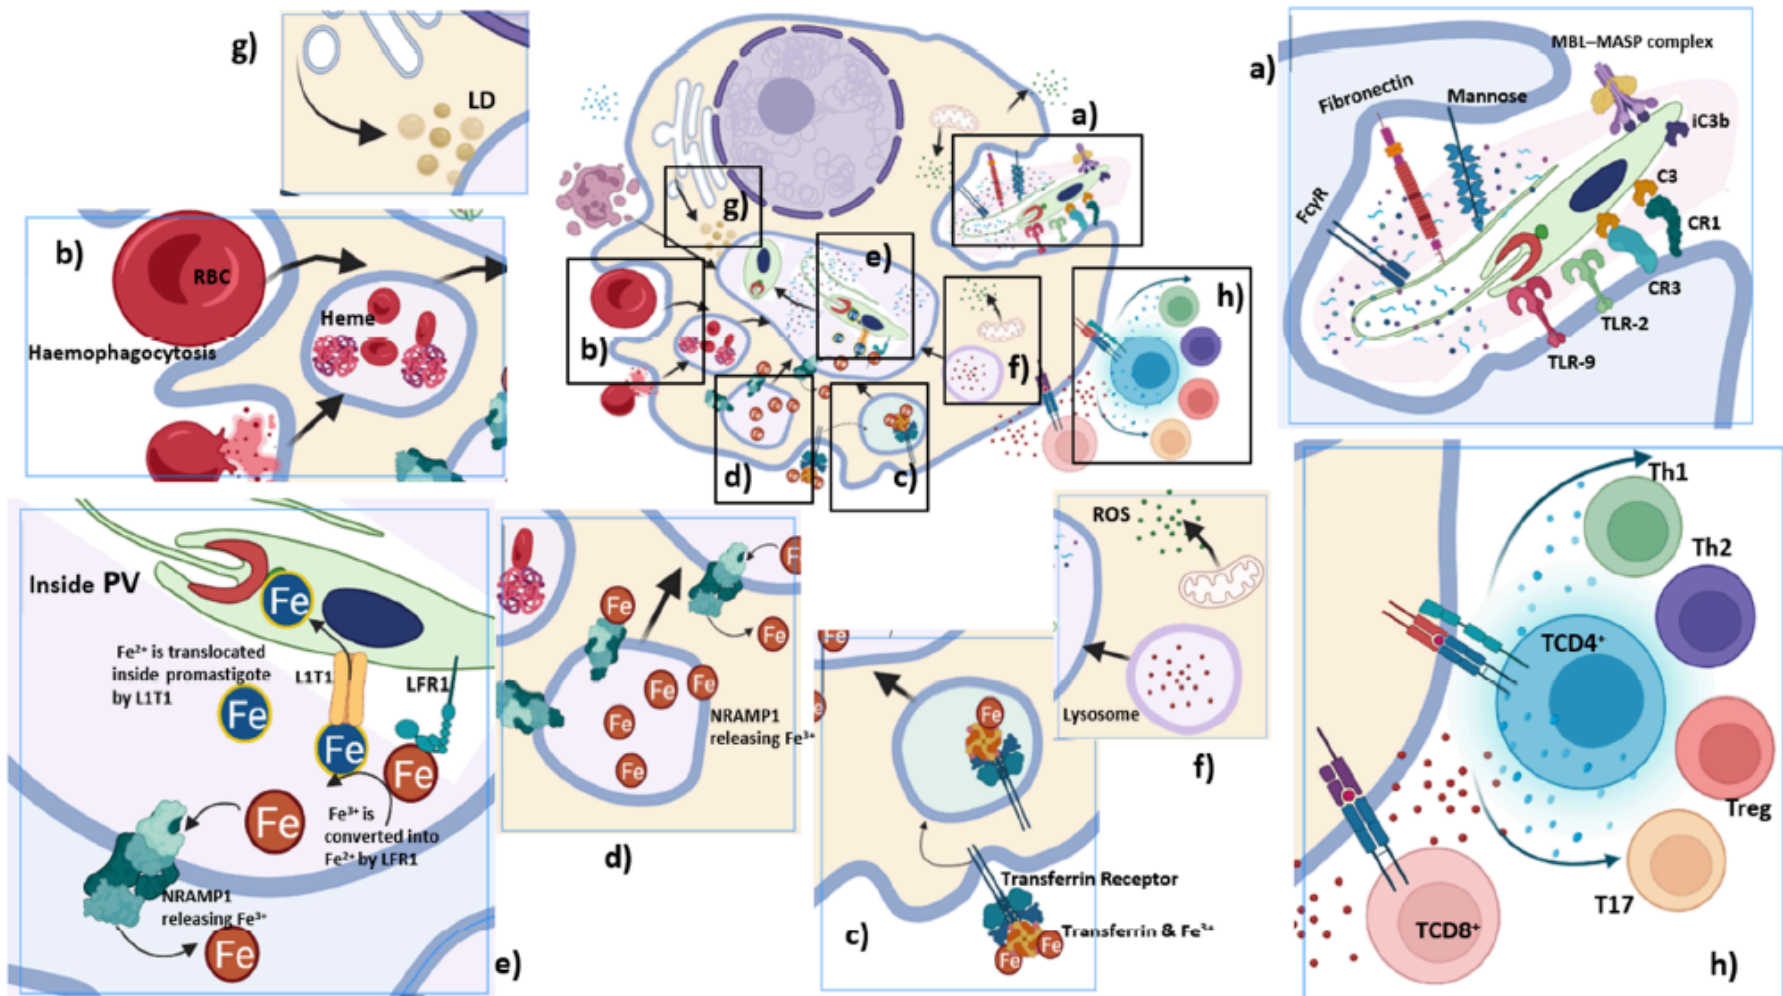 g)
LD
b)
RBC
Heme
Haemophagocytosis
a)
g)
e)
b)
h)
f)
d)
c)
a)
MBL–MASP complex
Fibronectin
Mannose
iC3b
C3
FcγR
CR1
CR3
TLR-2
TLR-9
Inside PV
Fe
Fe²⁺ is translocated
inside promastigote
by L1T1
L1T1
LFR1
Fe
Fe
Fe
Fe
Fe³⁺ is
converted into
Fe²⁺ by LFR1
NRAMP1
releasing Fe³⁺
Fe
e)
Fe
Fe
Fe
Fe
Fe
Fe
Fe
NRAMP1
releasing Fe³⁺
d)
Fe
Transferrin Receptor
Transferrin & Fe³⁺
Fe
Fe
c)
ROS
Lysosome
f)
Th1
Th2
TCD4⁺
Treg
T17
TCD8⁺
h)